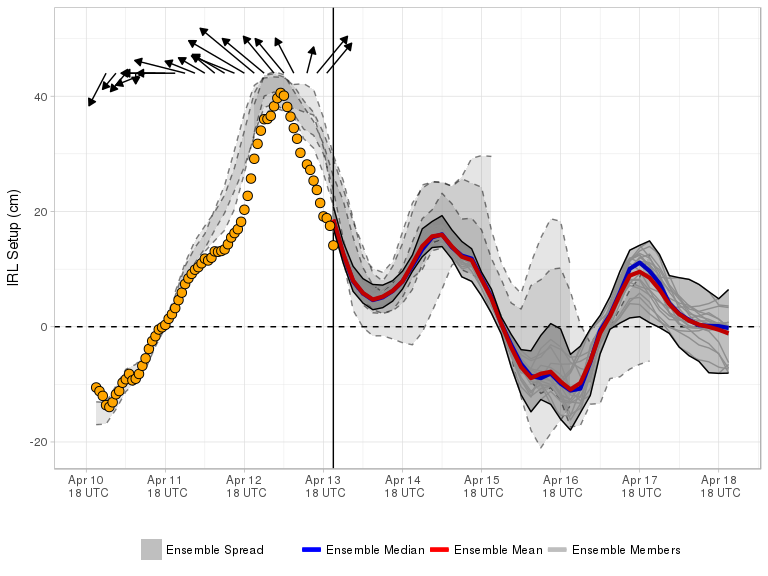 IRL Setup (cm)
40
20
0
-20
Apr 10 Apr 11 Apr 12 Apr 13 Apr 14 Apr 15 Apr 16 Apr 17 Apr 18
18 UTC 18 UTC 18 UTC 18 UTC 18 UTC 18 UTC 18 UTC 18 UTC 18 UTC
Ensemble Spread Ensemble Median Ensemble Mean Ensemble Members